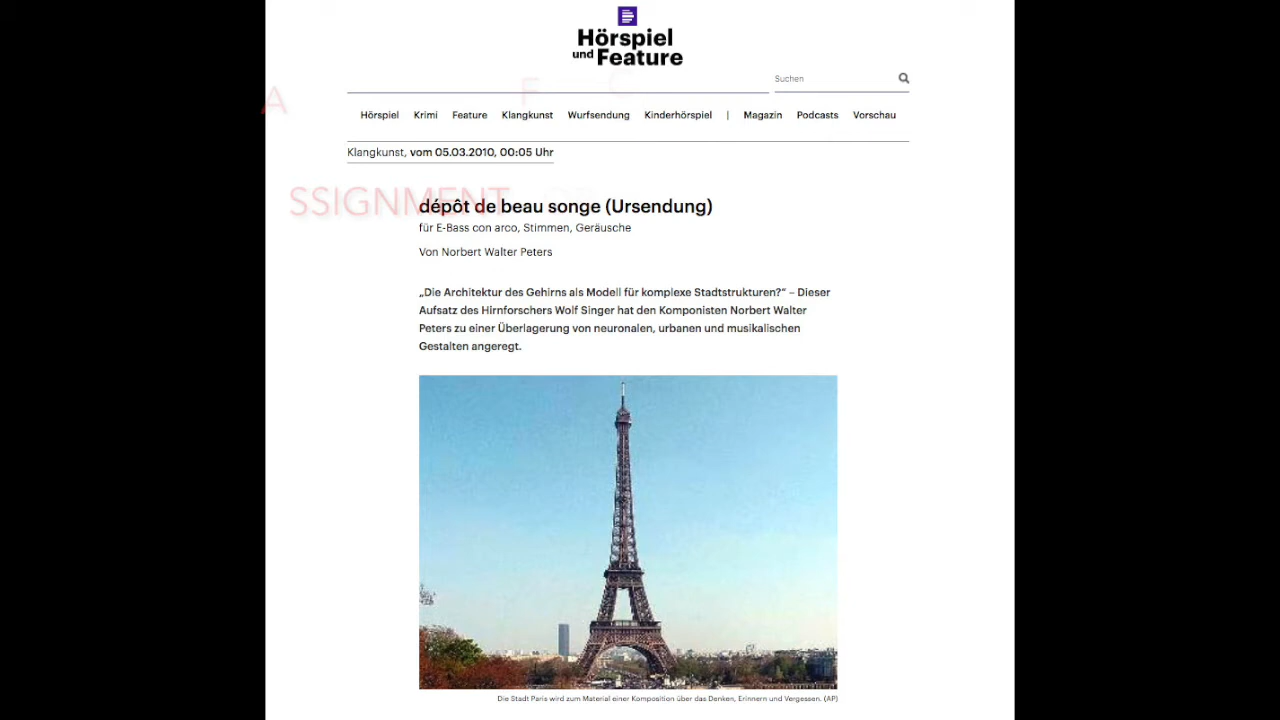 Hörspiel
und Feature
Suchen
A F C
Hörspiel Krimi Feature Klangkunst Wurfsendung Kinderhörspiel | Magazin Podcasts Vorschau
Klangkunst, vom 05.03.2010, 00:05 Uhr
SSIGNMENT
dépôt de beau songe (Ursendung)
für E-Bass con arco, Stimmen, Geräusche
Von Norbert Walter Peters
„Die Architektur des Gehirns als Modell für komplexe Stadtstrukturen?“ – Dieser
Aufsatz des Hirnforschers Wolf Singer hat den Komponisten Norbert Walter
Peters zu einer Überlagerung von neuronalen, urbanen und musikalischen
Gestalten angeregt.
Die Stadt Paris wird zum Material einer Komposition über das Denken, Erinnern und Vergessen. (AP)